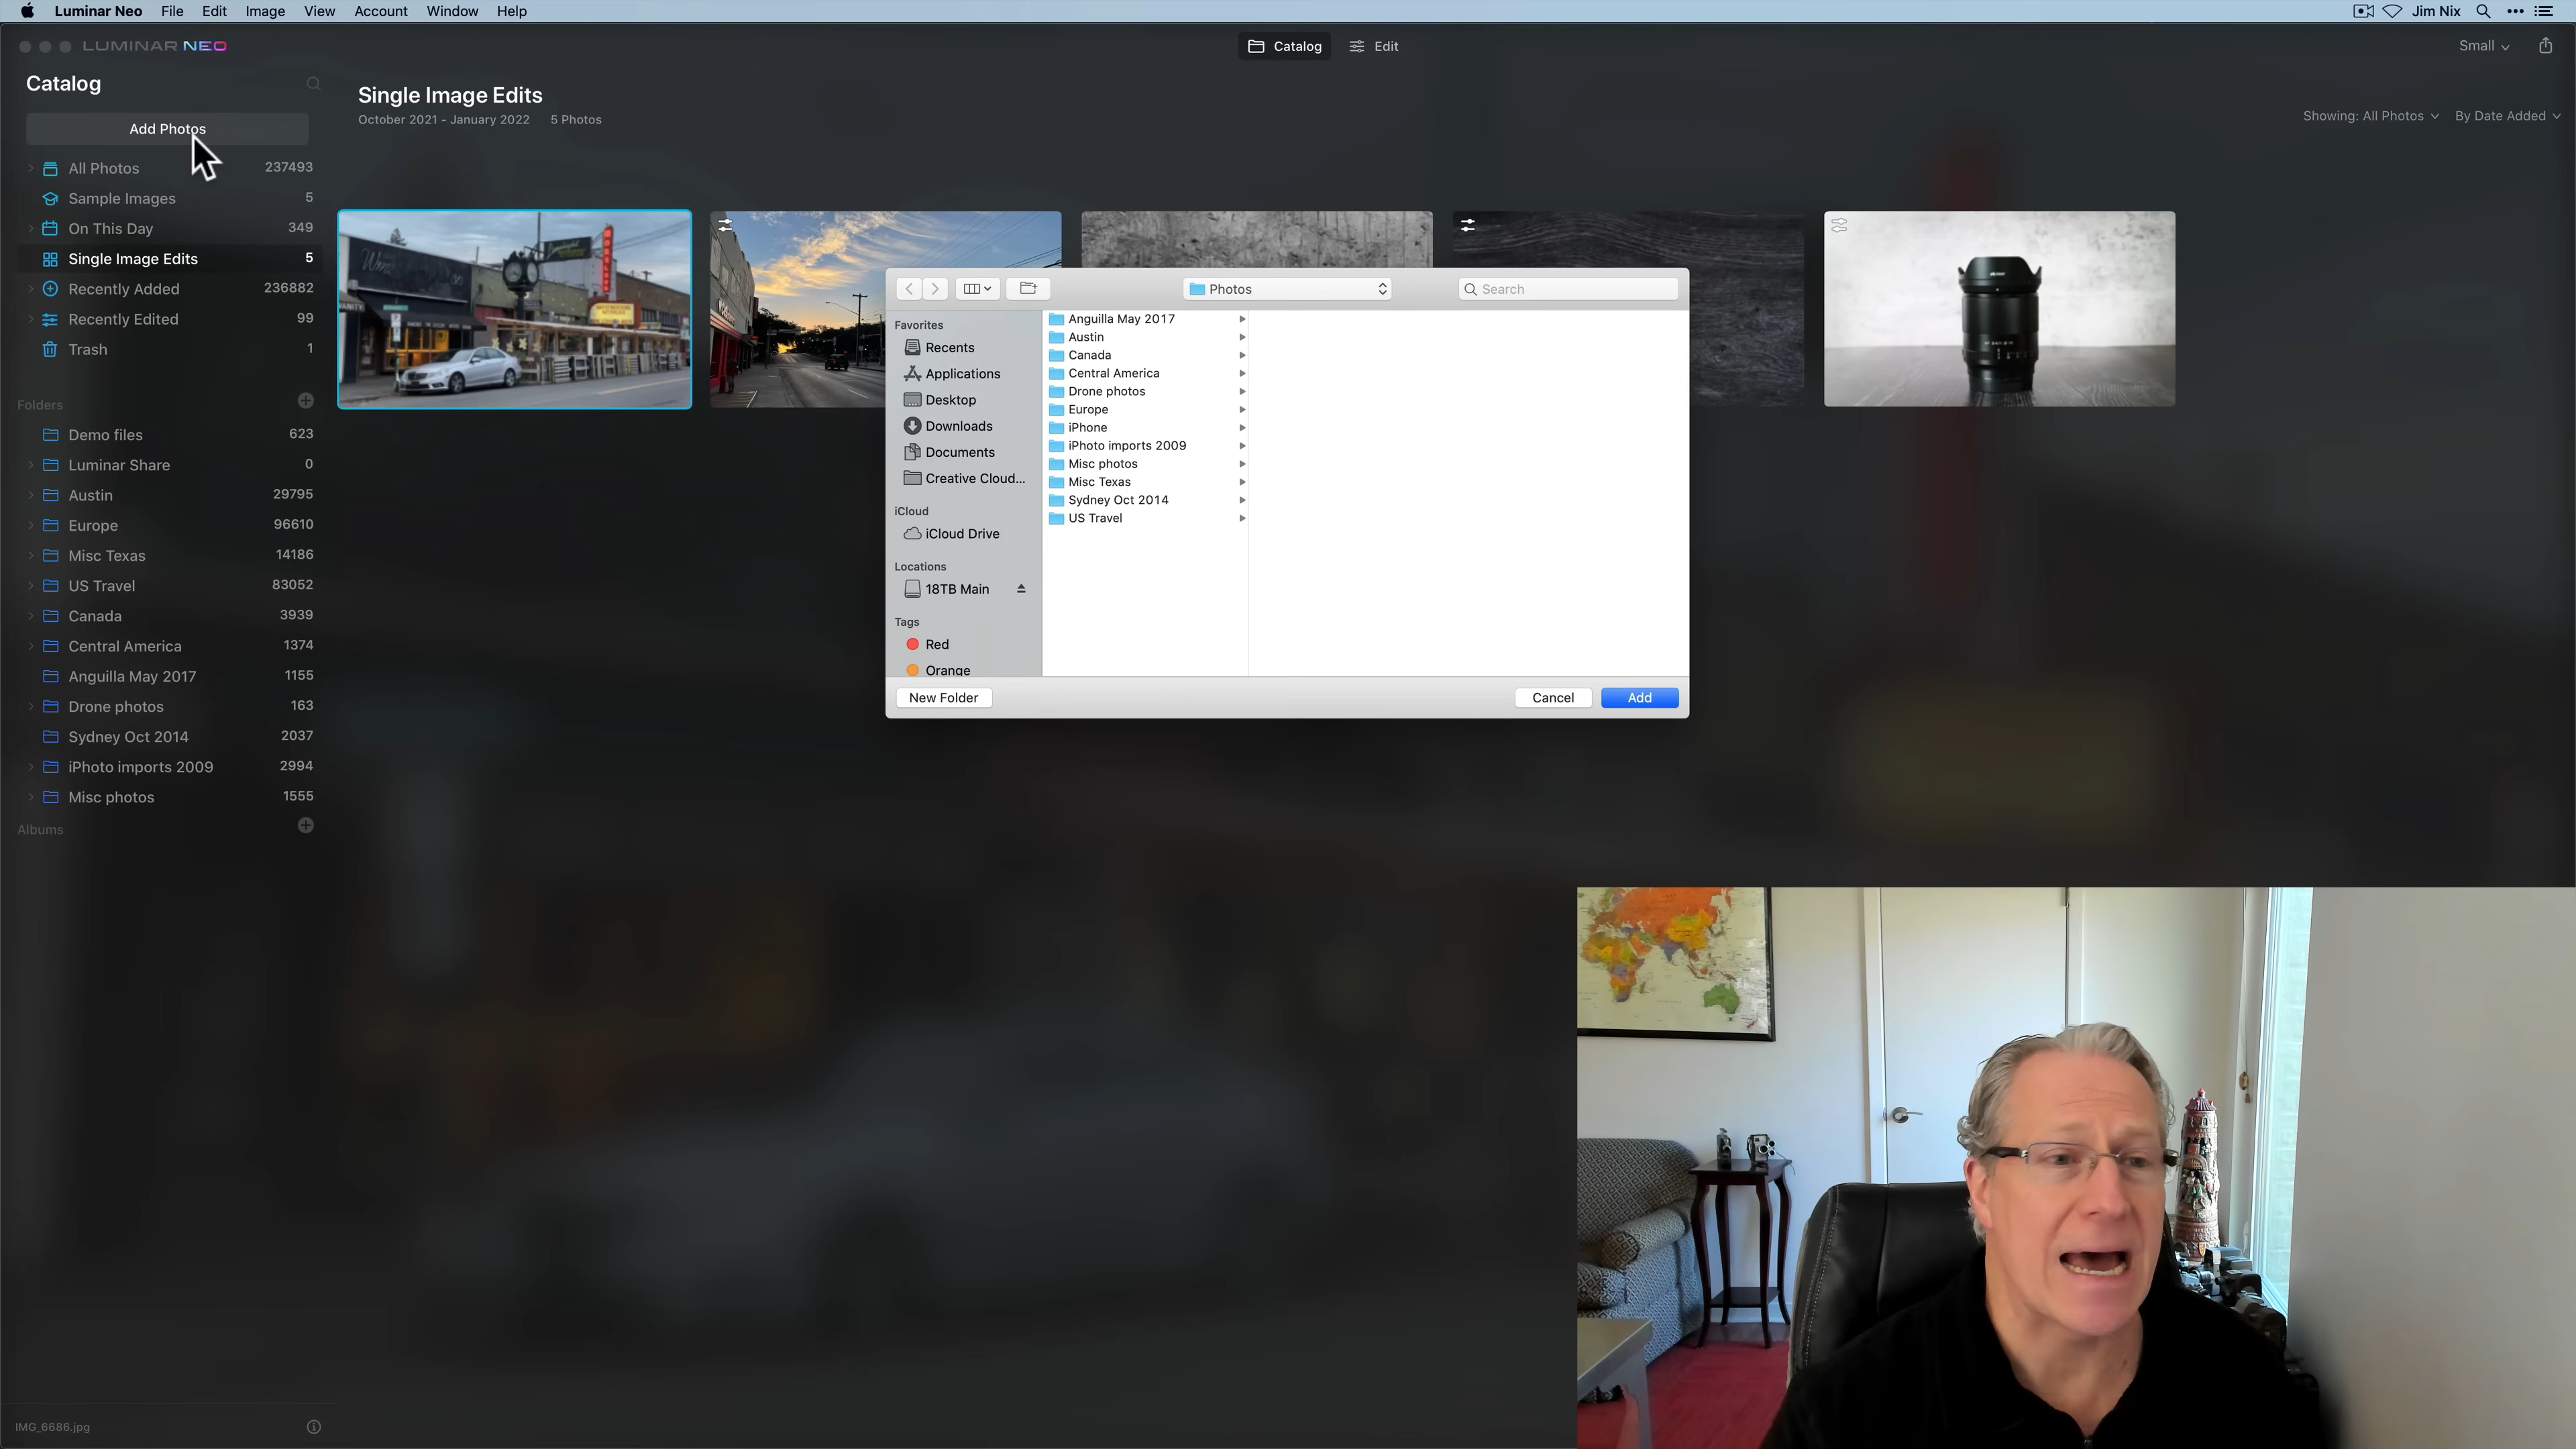 Luminar Neo File Edit Image View Account Window Help Jim Nix
LUMINAR NEO Catalog Edit Small
Catalog
Add Photos
All Photos 237493
Sample Images 5
On This Day 349
Single Image Edits 5
Recently Added 236882
Recently Edited 99
Trash 1
Folders
Demo files 623
Luminar Share 0
Austin 29795
Europe 96610
Misc Texas 14186
US Travel 83052
Canada 3939
Central America 1374
Anguilla May 2017 1155
Drone photos 163
Sydney Oct 2014 2037
iPhoto imports 2009 2994
Misc photos 1555
Albums
IMG_6686.jpg
Single Image Edits
October 2021 - January 2022 5 Photos
Showing: All Photos By Date Added
Photos Search
Favorites
Recents
Applications
Desktop
Downloads
Documents
Creative Cloud...
iCloud
iCloud Drive
Locations
18TB Main
Tags
Red
Orange
Anguilla May 2017
Austin
Canada
Central America
Drone photos
Europe
iPhone
iPhoto imports 2009
Misc photos
Misc Texas
Sydney Oct 2014
US Travel
New Folder Cancel Add